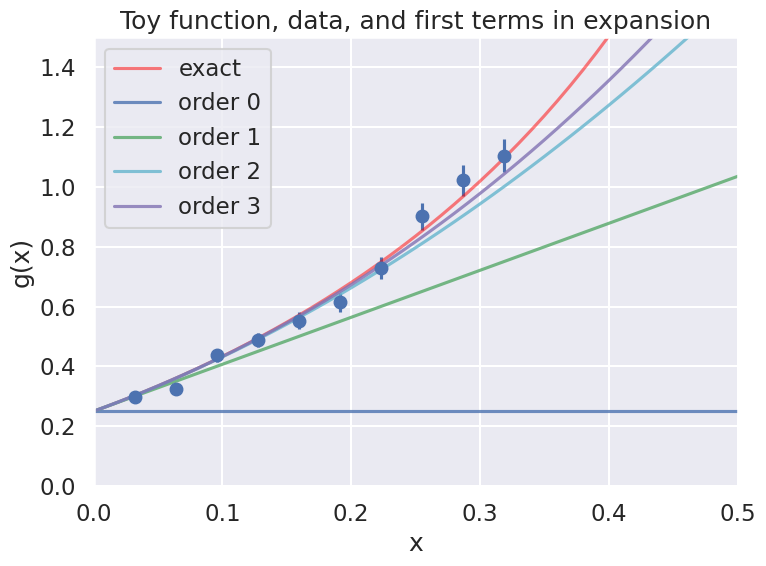 Toy function, data, and first terms in expansion
exact
order 0
order 1
order 2
order 3
g(x)
1.4
1.2
1.0
0.8
0.6
0.4
0.2
0.0
0.0 0.1 0.2 0.3 0.4 0.5
x